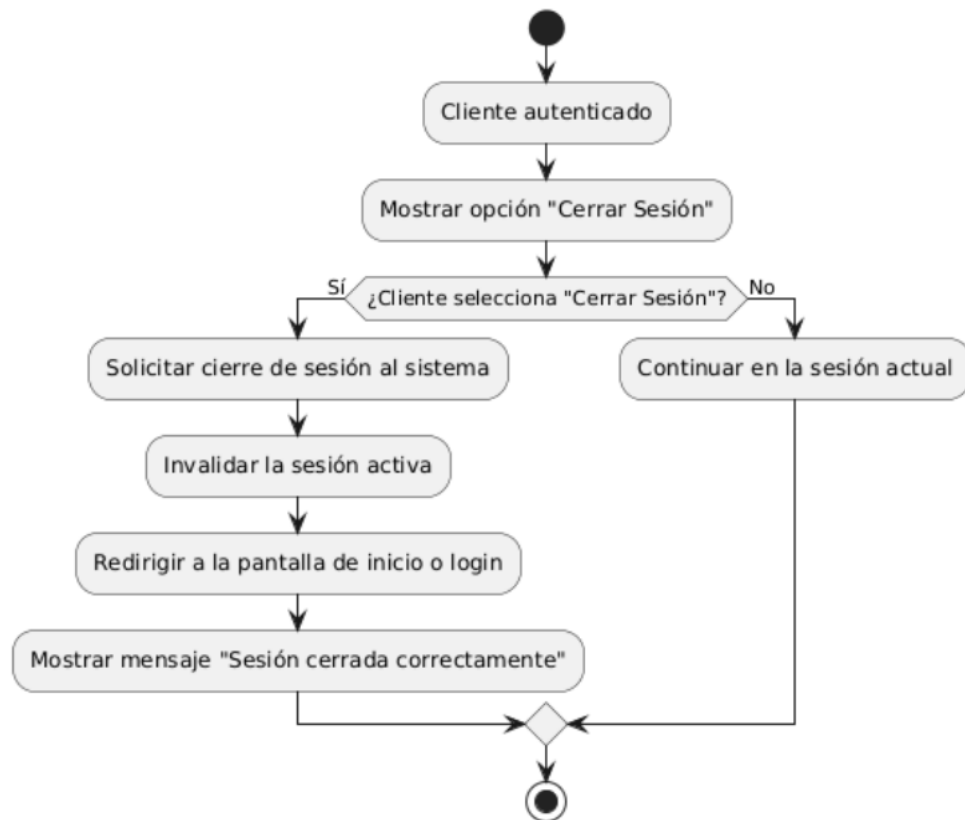 Cliente autenticado
Mostrar opción "Cerrar Sesión"
Sí
¿Cliente selecciona "Cerrar Sesión"?
No
Solicitar cierre de sesión al sistema
Continuar en la sesión actual
Invalidar la sesión activa
Redirigir a la pantalla de inicio o login
Mostrar mensaje "Sesión cerrada correctamente"